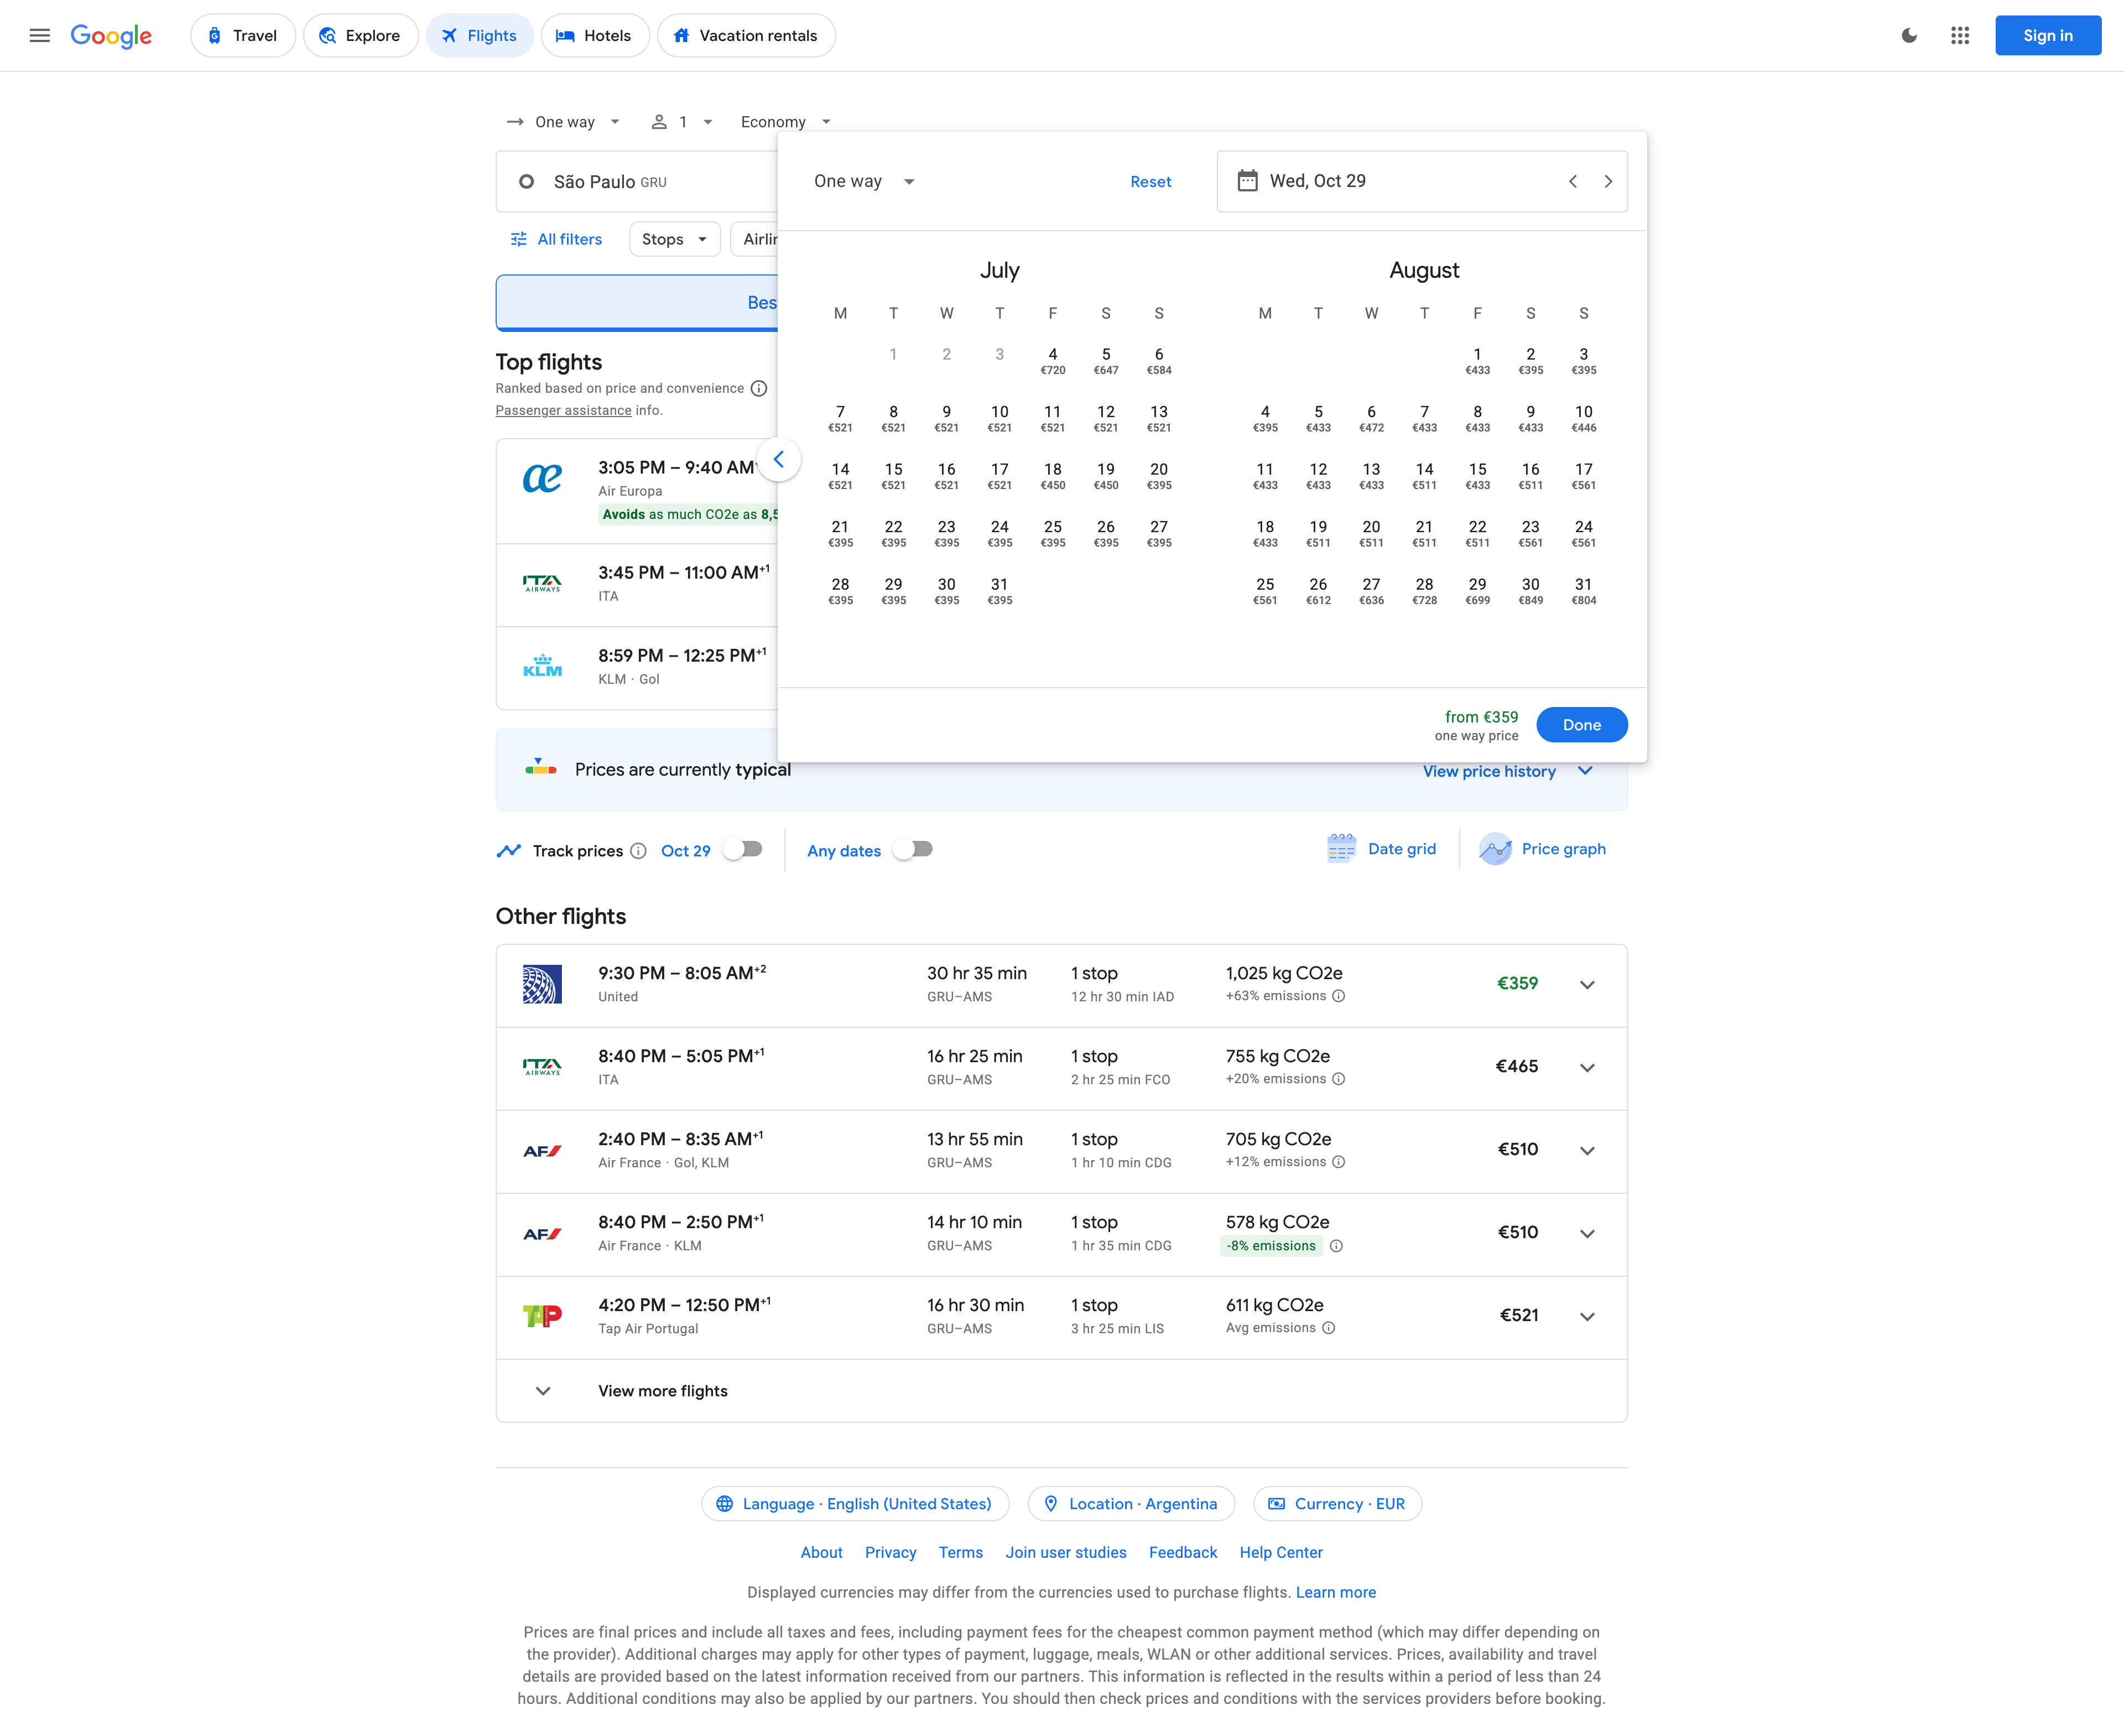 Google
Travel
Explore
Flights
Hotels
Vacation rentals
Sign in
One way
1
Economy
São Paulo GRU
One way
Reset
Wed, Oct 29
All filters
Stops
Airlin
Bes
July
M T W T F S S
1 2 3 4 5 6
€720 €647 €584
7 8 9 10 11 12 13
€521 €521 €521 €521 €521 €521 €521
14 15 16 17 18 19 20
€521 €521 €521 €521 €450 €450 €395
21 22 23 24 25 26 27
€395 €395 €395 €395 €395 €395 €395
28 29 30 31
€395 €395 €395 €395
August
M T W T F S S
1 2 3
€433 €395 €395
4 5 6 7 8 9 10
€395 €433 €472 €433 €433 €433 €446
11 12 13 14 15 16 17
€433 €433 €433 €511 €433 €511 €561
18 19 20 21 22 23 24
€433 €511 €511 €511 €511 €561 €561
25 26 27 28 29 30 31
€561 €612 €636 €728 €699 €849 €804
from €359
one way price
Done
Top flights
Ranked based on price and convenience
Passenger assistance info.
3:05 PM – 9:40 AM
Air Europa
Avoids as much CO2e as 8,5
ITA
AIRWAYS
3:45 PM – 11:00 AM+1
ITA
KLM
8:59 PM – 12:25 PM+1
KLM · Gol
Prices are currently typical
View price history
Track prices
Oct 29
Any dates
Date grid
Price graph
Other flights
9:30 PM – 8:05 AM+2
United
30 hr 35 min
GRU–AMS
1 stop
12 hr 30 min IAD
1,025 kg CO2e
+63% emissions
€359
ITA
AIRWAYS
8:40 PM – 5:05 PM+1
ITA
16 hr 25 min
GRU–AMS
1 stop
2 hr 25 min FCO
755 kg CO2e
+20% emissions
€465
AF
2:40 PM – 8:35 AM+1
Air France · Gol, KLM
13 hr 55 min
GRU–AMS
1 stop
1 hr 10 min CDG
705 kg CO2e
+12% emissions
€510
AF
8:40 PM – 2:50 PM+1
Air France · KLM
14 hr 10 min
GRU–AMS
1 stop
1 hr 35 min CDG
578 kg CO2e
-8% emissions
€510
TAP
4:20 PM – 12:50 PM+1
Tap Air Portugal
16 hr 30 min
GRU–AMS
1 stop
3 hr 25 min LIS
611 kg CO2e
Avg emissions
€521
View more flights
Language · English (United States)
Location · Argentina
Currency · EUR
About
Privacy
Terms
Join user studies
Feedback
Help Center
Displayed currencies may differ from the currencies used to purchase flights. Learn more
Prices are final prices and include all taxes and fees, including payment fees for the cheapest common payment method (which may differ depending on
the provider). Additional charges may apply for other types of payment, luggage, meals, WLAN or other additional services. Prices, availability and travel
details are provided based on the latest information received from our partners. This information is reflected in the results within a period of less than 24
hours. Additional conditions may also be applied by our partners. You should then check prices and conditions with the services providers before booking.